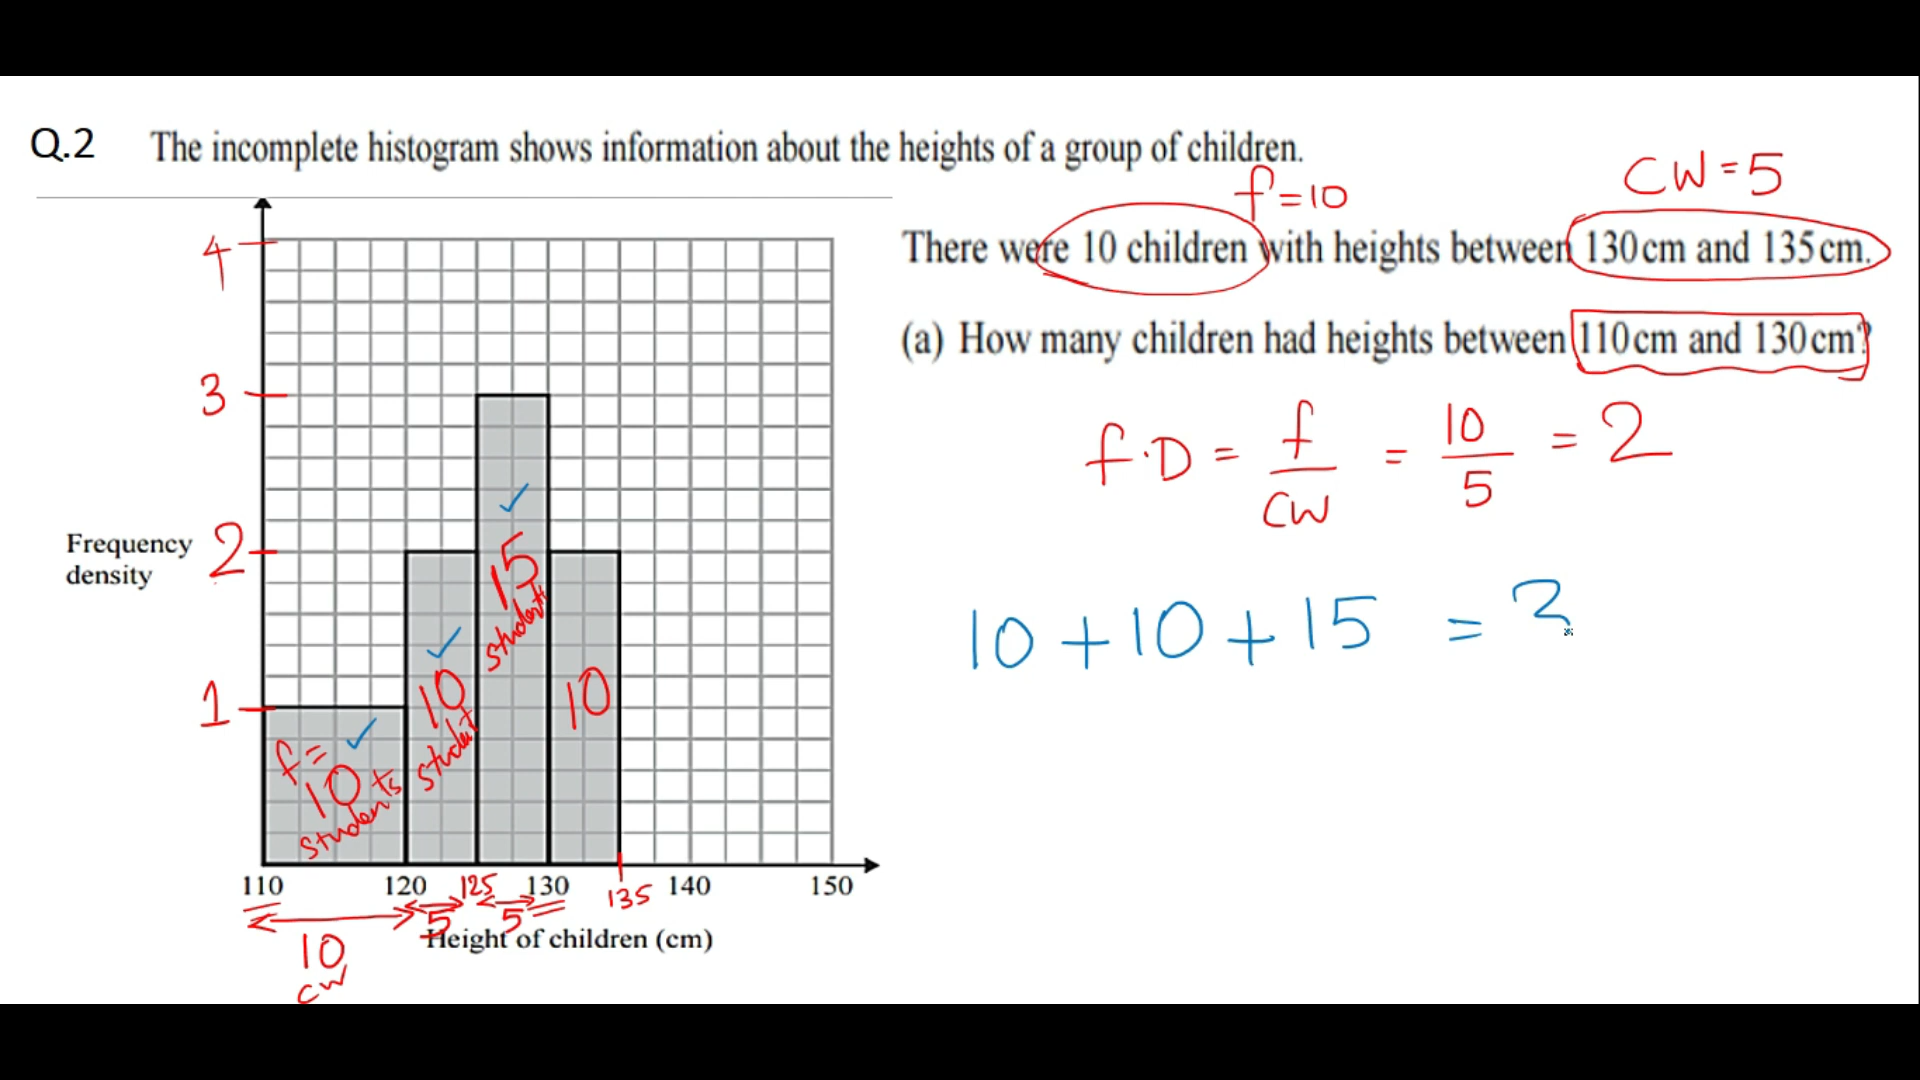 Q.2 The incomplete histogram shows information about the heights of a group of children.
f=10
CW=5
There were 10 children with heights between 130cm and 135cm.
(a) How many children had heights between 110cm and 130cm?
f.D = f/CW = 10/5 = 2
10+10+15 = 3
4
3
2
1
Frequency
density
15
students
10
student
10
f=
10
students
110 120 125 130 135 140 150
5 5
Height of children (cm)
10
CW